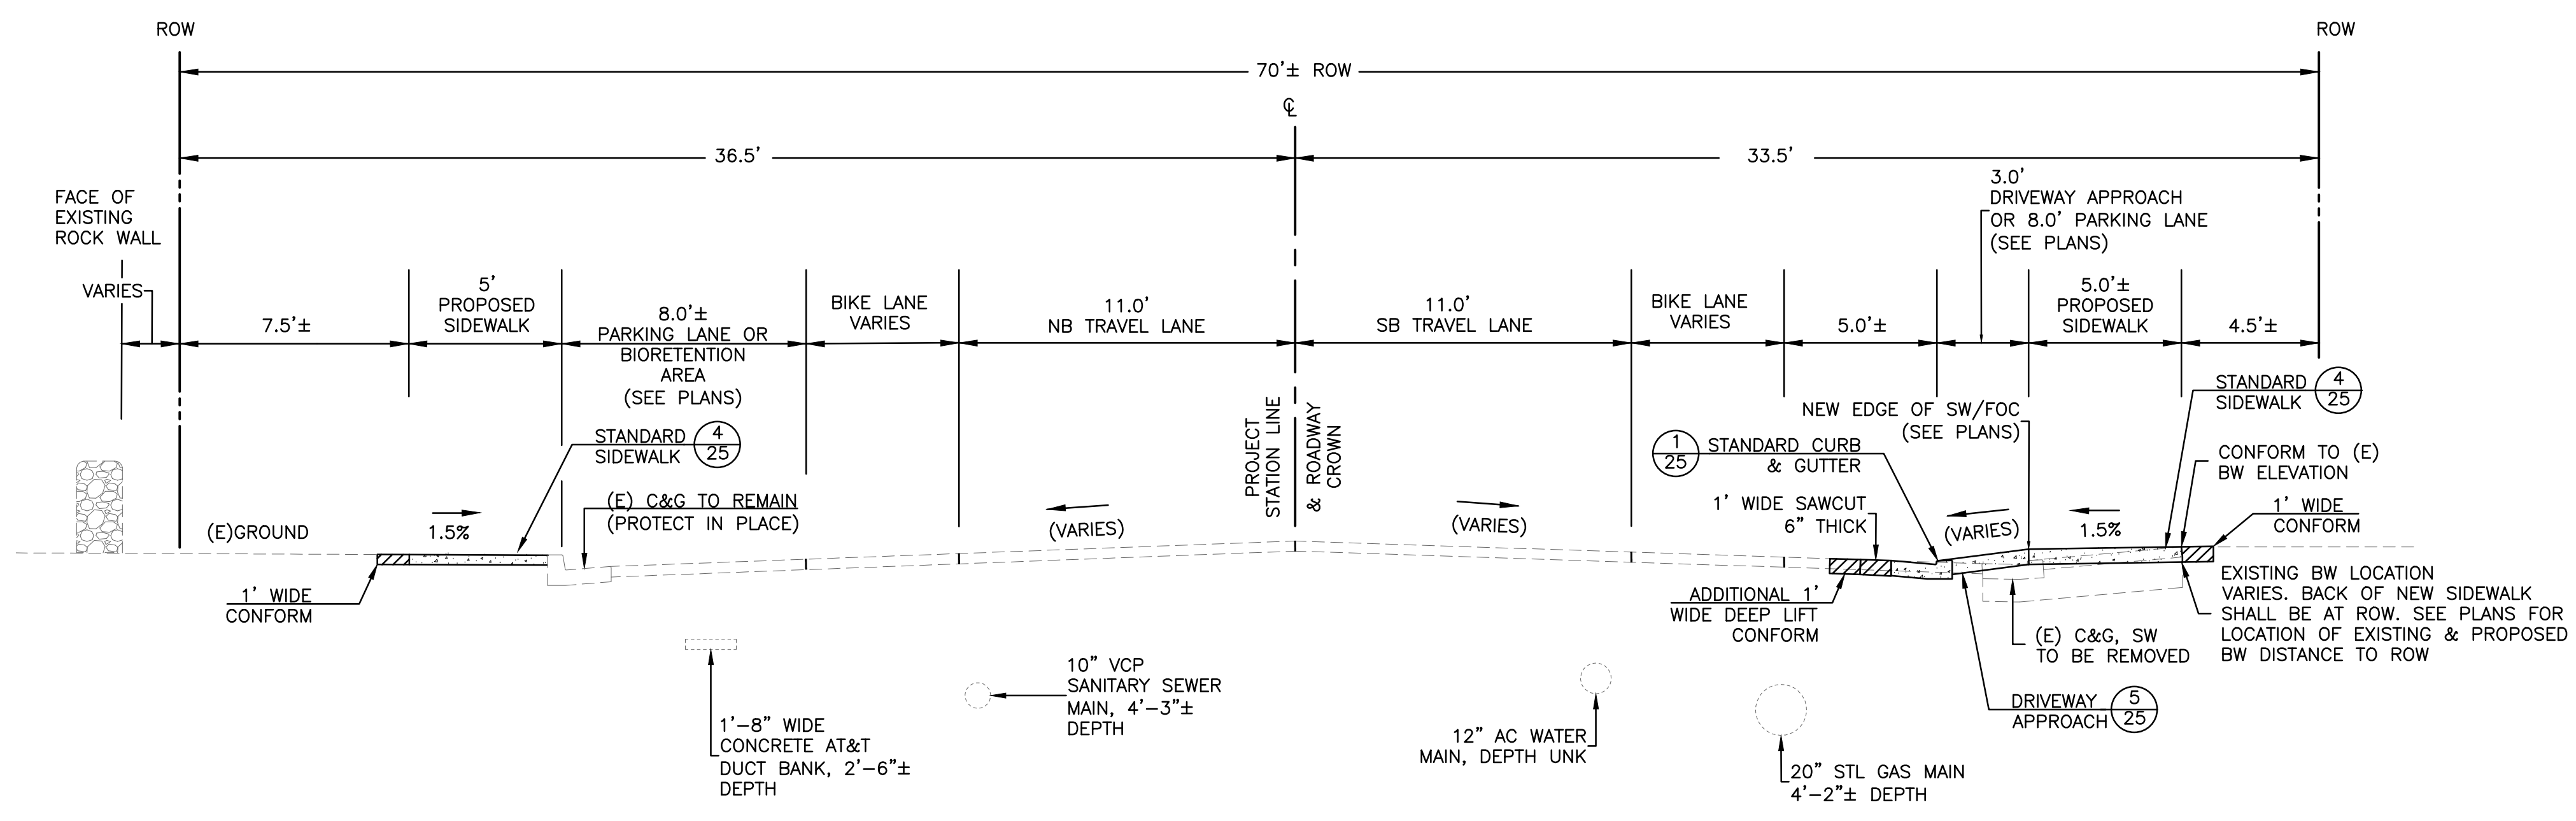 ROW
ROW
70'± ROW
℄
36.5'
33.5'
FACE OF
EXISTING
ROCK WALL
VARIES
7.5'±
5'
PROPOSED
SIDEWALK
8.0'±
PARKING LANE OR
BIORETENTION
AREA
(SEE PLANS)
BIKE LANE
VARIES
11.0'
NB TRAVEL LANE
11.0'
SB TRAVEL LANE
BIKE LANE
VARIES
5.0'±
3.0'
DRIVEWAY APPROACH
OR 8.0' PARKING LANE
(SEE PLANS)
5.0'±
PROPOSED
SIDEWALK
4.5'±
STANDARD
SIDEWALK
4
25
(E) C&G TO REMAIN
(PROTECT IN PLACE)
(E)GROUND
1.5%
1' WIDE
CONFORM
(VARIES)
PROJECT
STATION LINE
& ROADWAY
CROWN
(VARIES)
NEW EDGE OF SW/FOC
(SEE PLANS)
1
25
STANDARD CURB
& GUTTER
1' WIDE SAWCUT
6" THICK
(VARIES)
1.5%
STANDARD
SIDEWALK
4
25
CONFORM TO (E)
BW ELEVATION
1' WIDE
CONFORM
ADDITIONAL 1'
WIDE DEEP LIFT
CONFORM
(E) C&G, SW
TO BE REMOVED
EXISTING BW LOCATION
VARIES. BACK OF NEW SIDEWALK
SHALL BE AT ROW. SEE PLANS FOR
LOCATION OF EXISTING & PROPOSED
BW DISTANCE TO ROW
DRIVEWAY
APPROACH
5
25
1'-8" WIDE
CONCRETE AT&T
DUCT BANK, 2'-6"±
DEPTH
10" VCP
SANITARY SEWER
MAIN, 4'-3"±
DEPTH
12" AC WATER
MAIN, DEPTH UNK
20" STL GAS MAIN
4'-2"± DEPTH